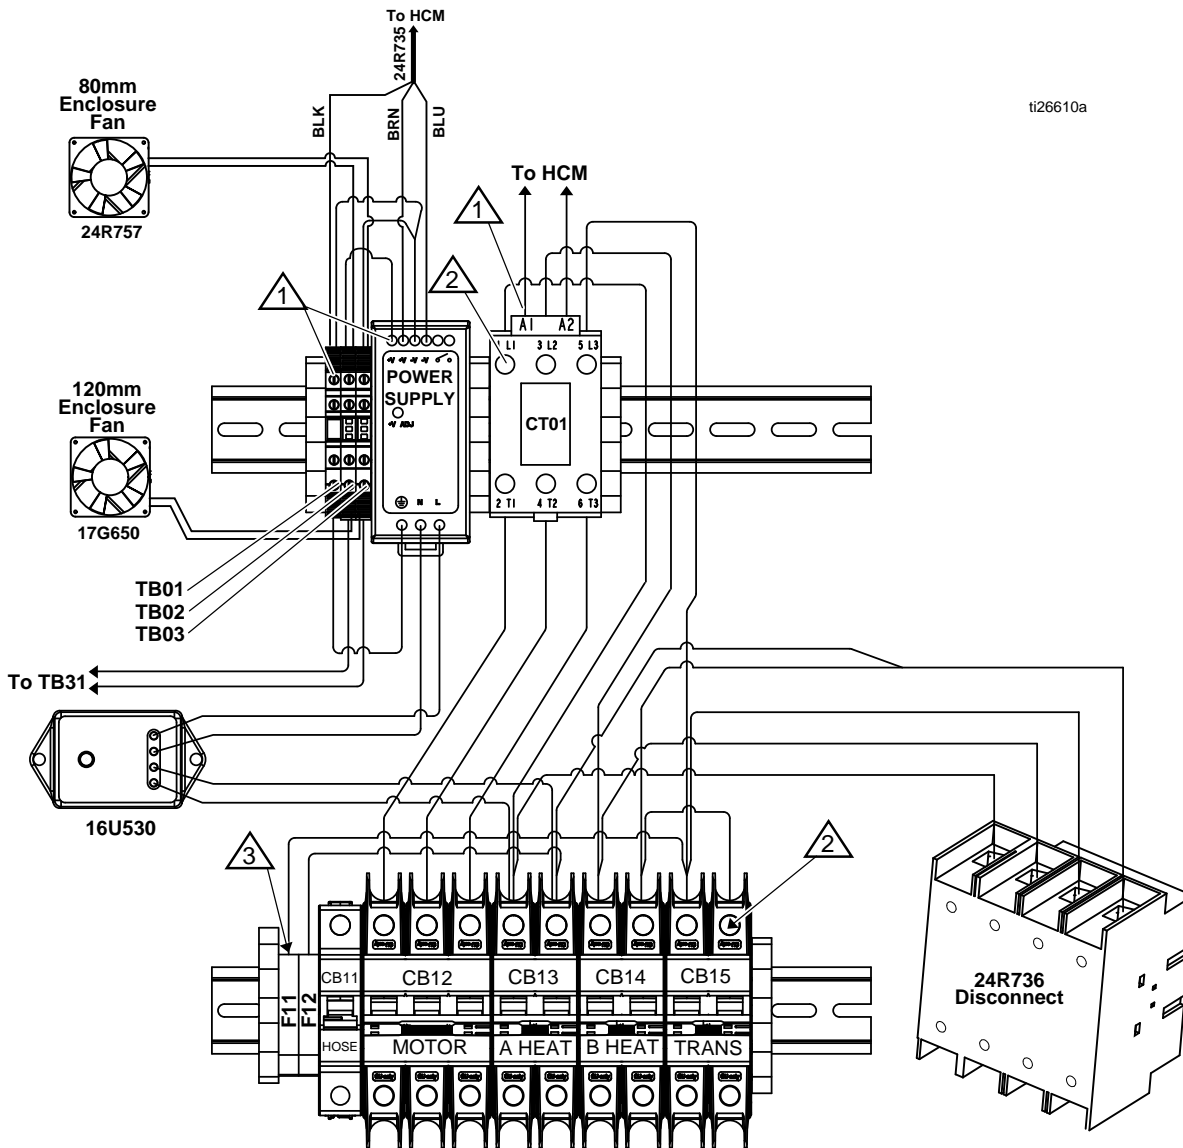 To HCM
24R735
80mm
Enclosure
Fan
24R757
BLK
BRN
BLU
ti26610a
To HCM
1
2
1
A1 A2
1 L1 3 L2 5 L3
+V +V -V -V
POWER
SUPPLY
+V ADJ
CT01
120mm
Enclosure
Fan
17G650
N L
2 T1 4 T2 6 T3
TB01
TB02
TB03
To TB31
16U530
3
2
F11
F12
CB11
CB12
CB13
CB14
CB15
HOSE
MOTOR
A HEAT
B HEAT
TRANS
24R736
Disconnect